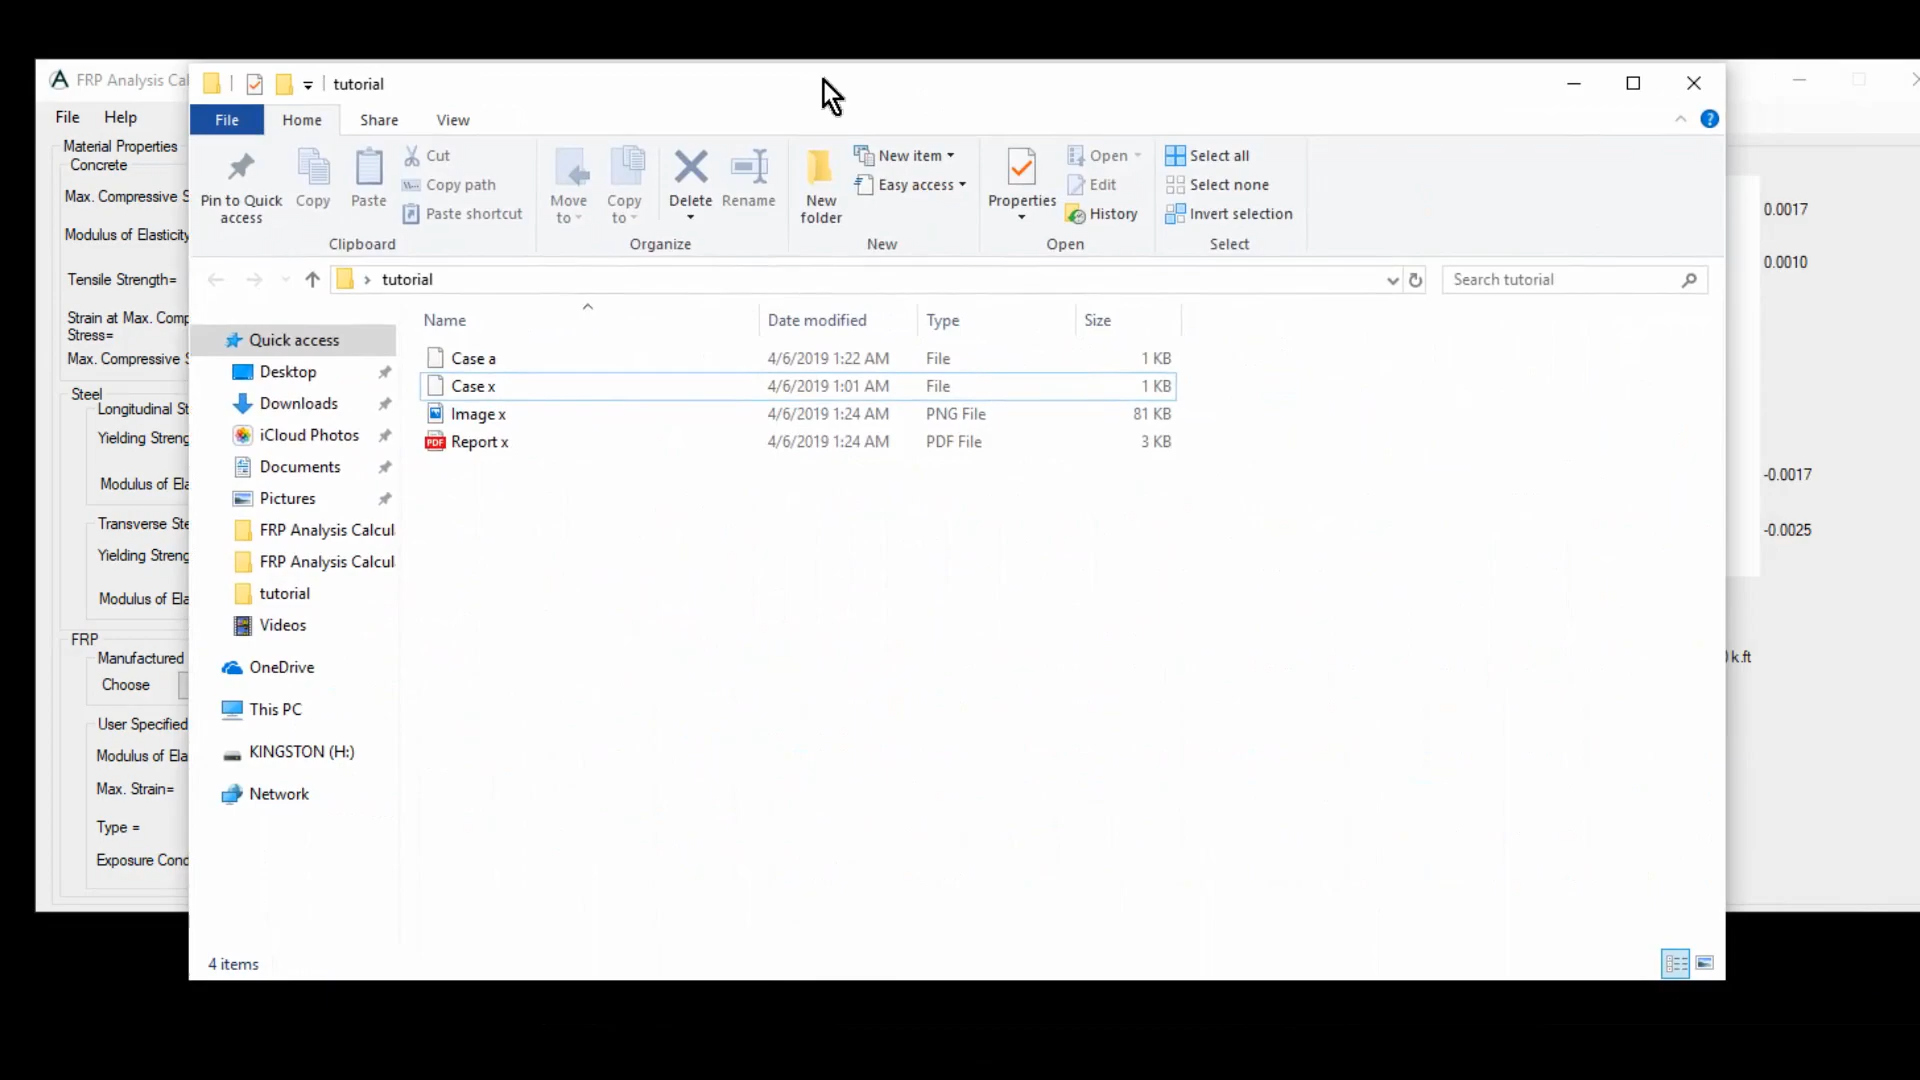 FRP Analysis Cal
File Help
Material Properties
Concrete
Max. Compressive S
Modulus of Elasticity
Tensile Strength=
Strain at Max. Comp
Stress=
Max. Compressive S
Steel
Longitudinal St
Yielding Streng
Modulus of Ela
Transverse Ste
Yielding Streng
Modulus of Ela
FRP
Manufactured
Choose
User Specified
Modulus of Ela
Max. Strain=
Type =
Exposure Cond
tutorial
File Home Share View
Pin to Quick access
Copy
Paste
Cut
Copy path
Paste shortcut
Clipboard
Move to
Copy to
Delete
Rename
Organize
New folder
New item
Easy access
New
Properties
Open
Edit
History
Open
Select all
Select none
Invert selection
Select
tutorial
Search tutorial
Quick access
Desktop
Downloads
iCloud Photos
Documents
Pictures
FRP Analysis Calcul
FRP Analysis Calcul
tutorial
Videos
OneDrive
This PC
KINGSTON (H:)
Network
Name Date modified Type Size
Case a 4/6/2019 1:22 AM File 1 KB
Case x 4/6/2019 1:01 AM File 1 KB
Image x 4/6/2019 1:24 AM PNG File 81 KB
PDF Report x 4/6/2019 1:24 AM PDF File 3 KB
4 items
0.0017
0.0010
-0.0017
-0.0025
k.ft